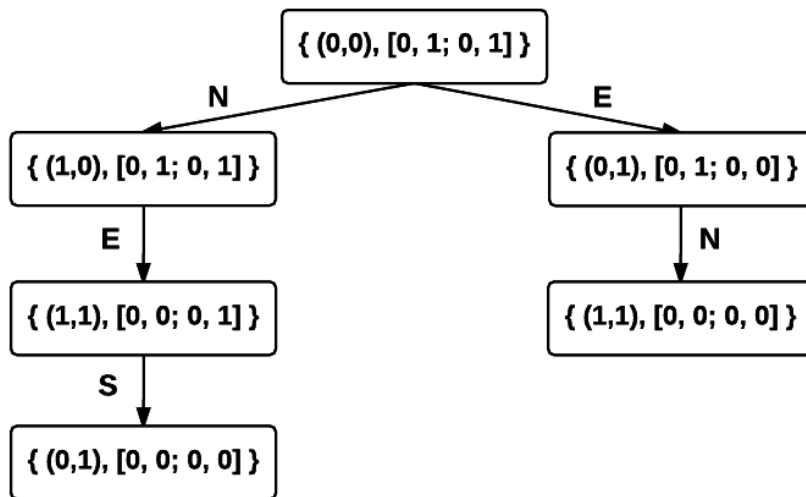 { (0,0), [0, 1; 0, 1] }
N
E
{ (1,0), [0, 1; 0, 1] }
{ (0,1), [0, 1; 0, 0] }
E
N
{ (1,1), [0, 0; 0, 1] }
{ (1,1), [0, 0; 0, 0] }
S
{ (0,1), [0, 0; 0, 0] }